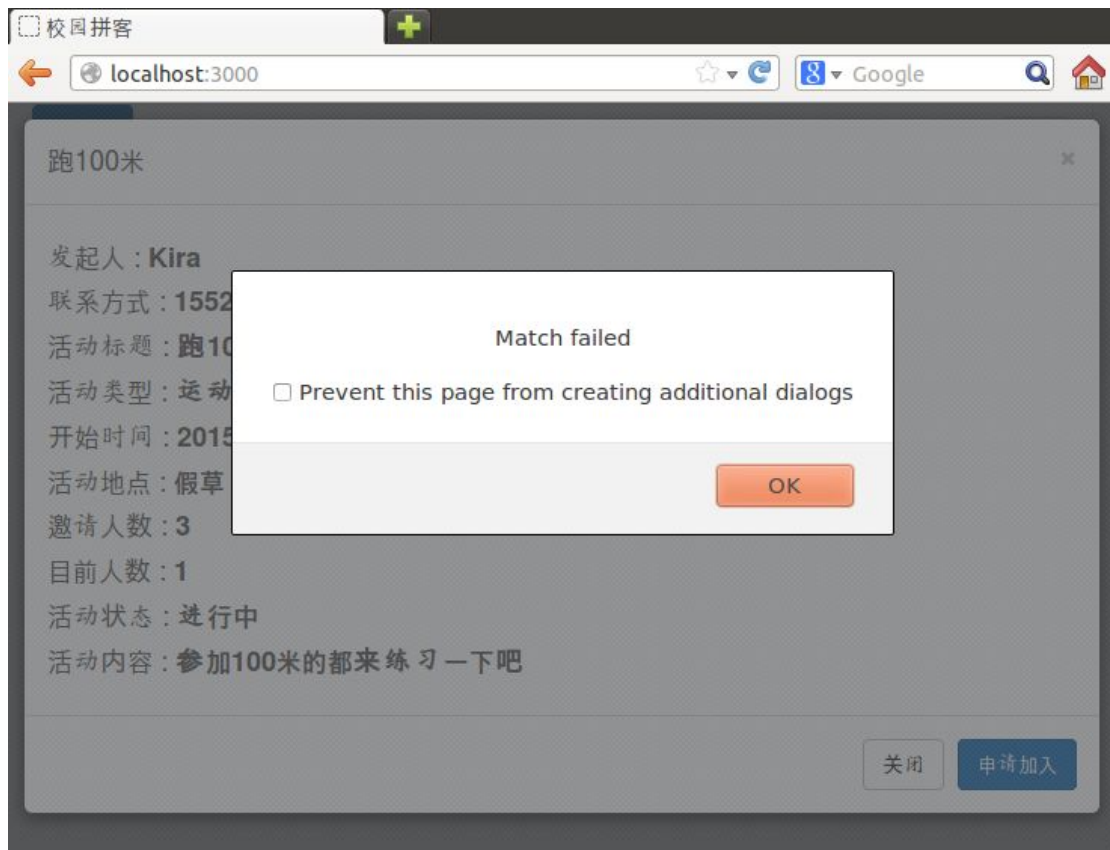 校园拼客
localhost:3000
Google
跑100米
发起人 : Kira
联系方式 : 1552
活动标题 : 跑10
活动类型 : 运动
开始时间 : 2015
活动地点 : 假草
邀请人数 : 3
目前人数 : 1
活动状态 : 进行中
活动内容 : 参加100米的都来练习一下吧
Match failed
Prevent this page from creating additional dialogs
OK
关闭
申请加入